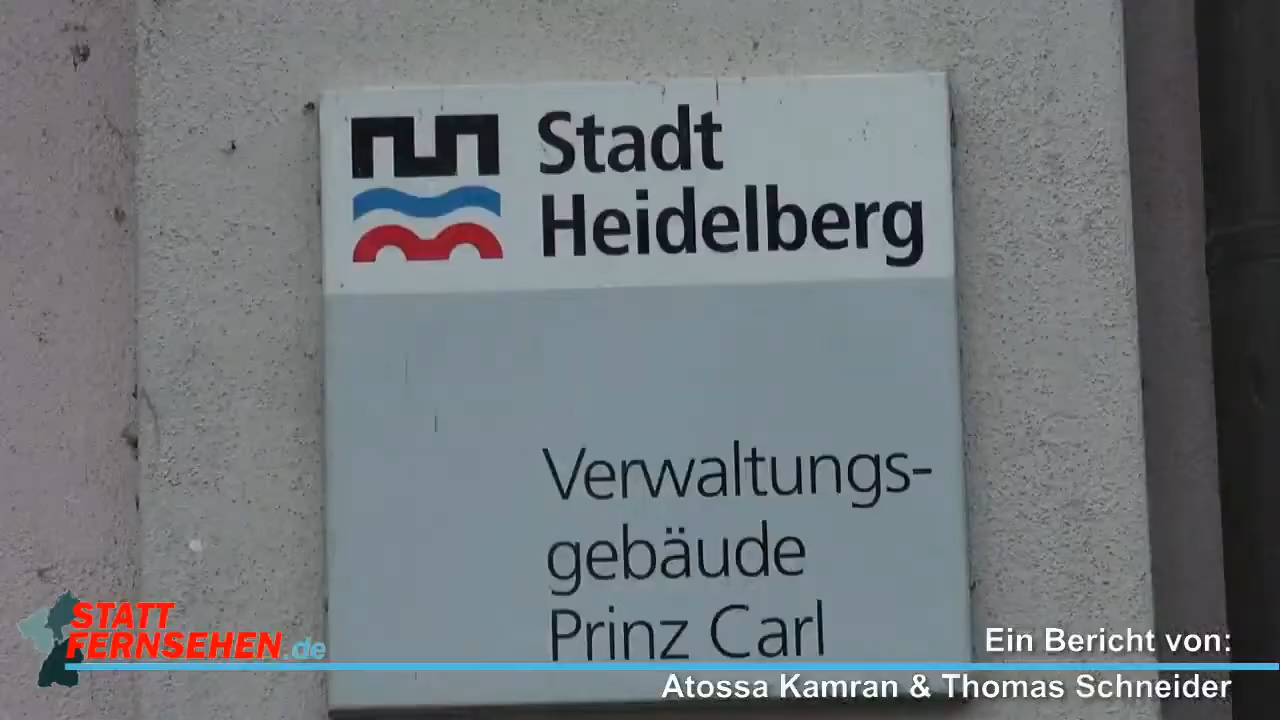 Stadt
Heidelberg
Verwaltungs-
gebäude
Prinz Carl
STATT
FERNSEHEN.de
Ein Bericht von:
Atossa Kamran & Thomas Schneider